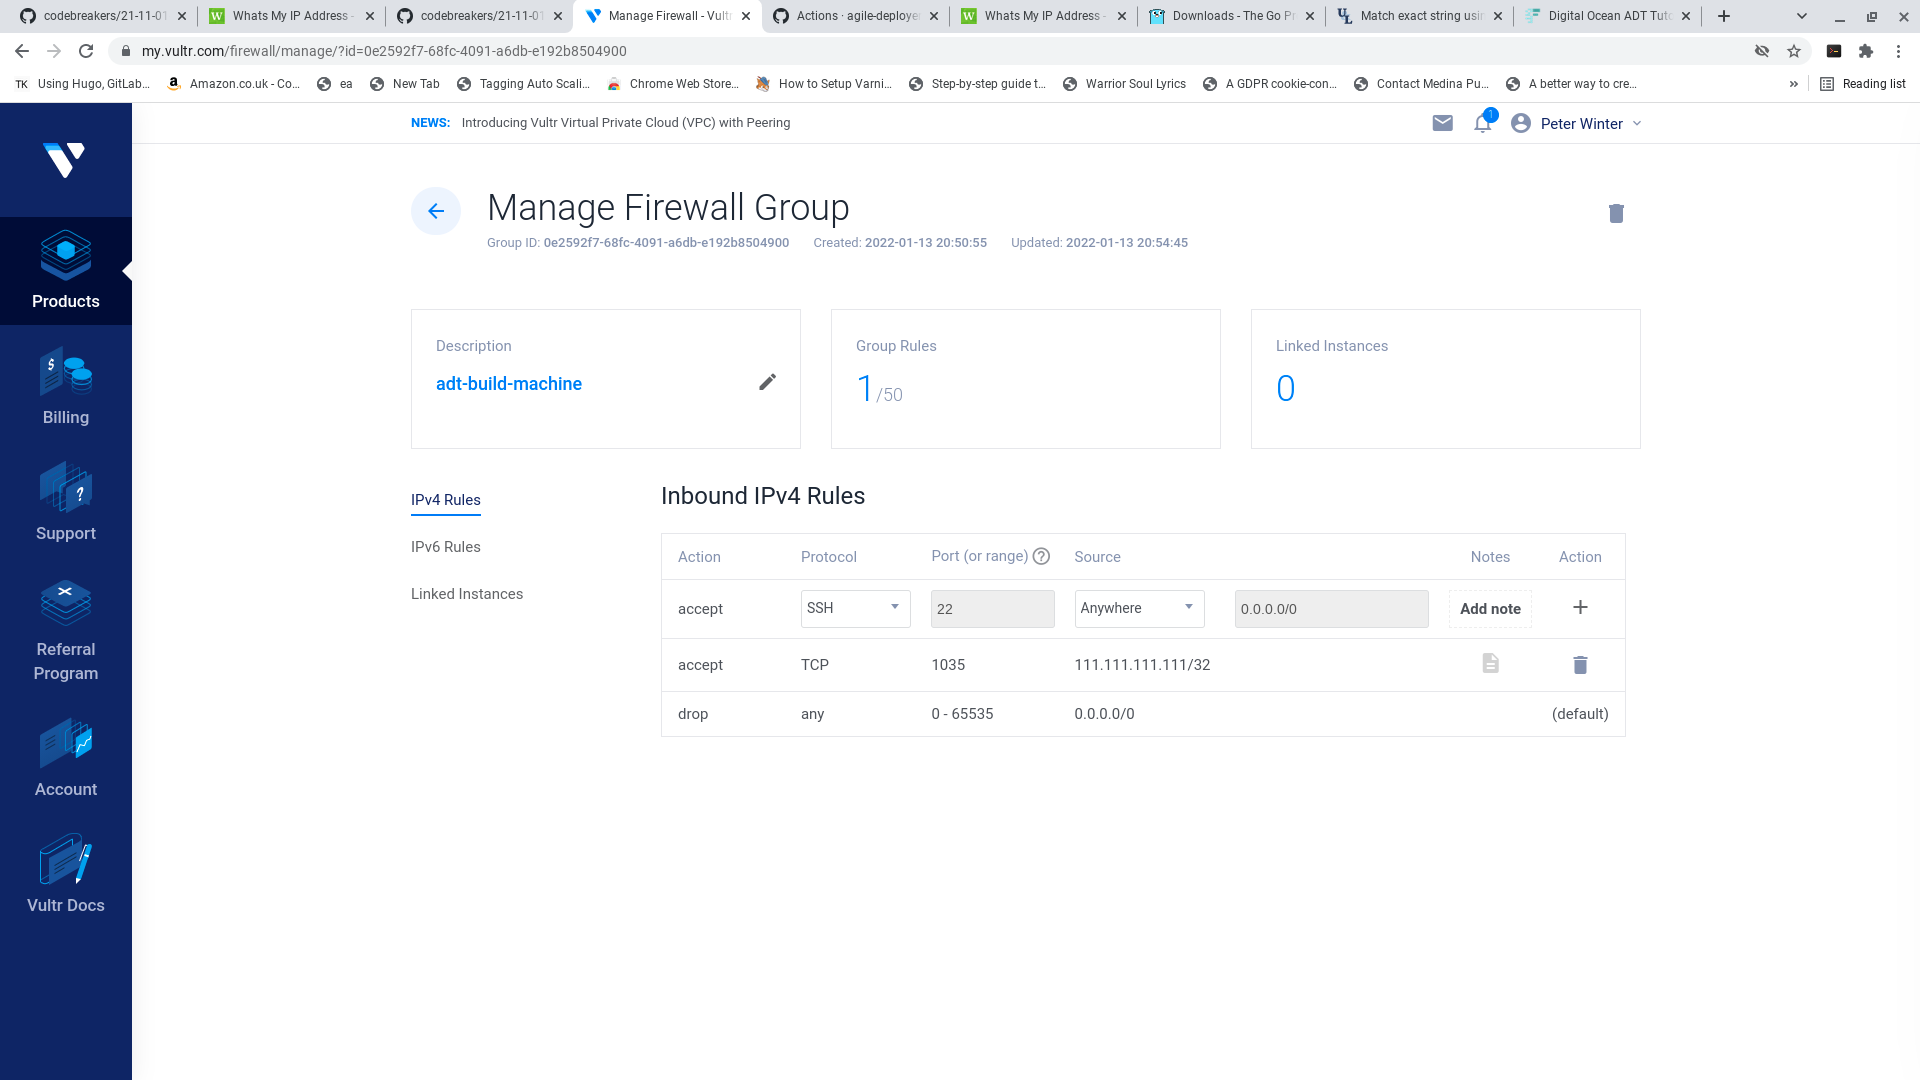 codebreakers/21-11-01
Whats My IP Address -
codebreakers/21-11-01
Manage Firewall - Vultr
Actions · agile-deployer
Whats My IP Address -
Downloads - The Go Pr
Match exact string usin
Digital Ocean ADT Tuto
my.vultr.com/firewall/manage/?id=0e2592f7-68fc-4091-a6db-e192b8504900
TK Using Hugo, GitLab...
Amazon.co.uk - Co...
ea
New Tab
Tagging Auto Scali...
Chrome Web Store...
How to Setup Varni...
Step-by-step guide t...
Warrior Soul Lyrics
A GDPR cookie-con...
Contact Medina Pu...
A better way to cre...
»
Reading list
NEWS: Introducing Vultr Virtual Private Cloud (VPC) with Peering
1
Peter Winter
Products
Billing
Support
Referral
Program
Account
Vultr Docs
Manage Firewall Group
Group ID: 0e2592f7-68fc-4091-a6db-e192b8504900 Created: 2022-01-13 20:50:55 Updated: 2022-01-13 20:54:45
Description
adt-build-machine
Group Rules
1/50
Linked Instances
0
IPv4 Rules
IPv6 Rules
Linked Instances
Inbound IPv4 Rules
Action Protocol Port (or range) ? Source Notes Action
accept SSH 22 Anywhere 0.0.0.0/0 Add note +
accept TCP 1035 111.111.111.111/32
drop any 0 - 65535 0.0.0.0/0 (default)